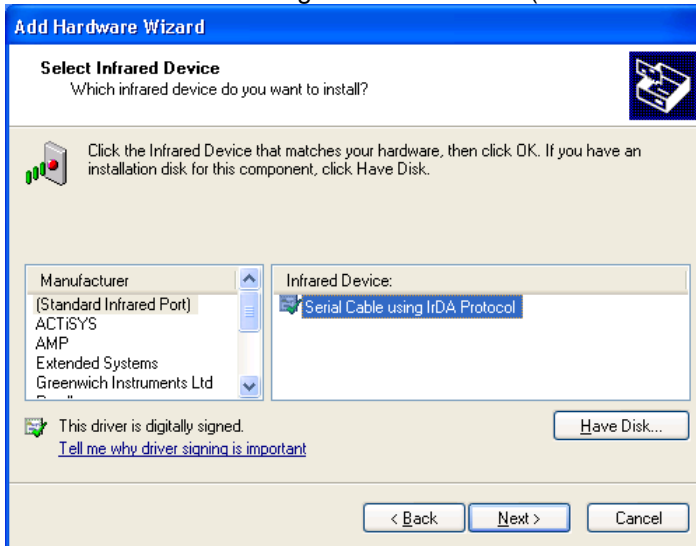 Add Hardware Wizard
Select Infrared Device
Which infrared device do you want to install?
Click the Infrared Device that matches your hardware, then click OK. If you have an
installation disk for this component, click Have Disk.
Manufacturer
(Standard Infrared Port)
ACTiSYS
AMP
Extended Systems
Greenwich Instruments Ltd
Infrared Device:
Serial Cable using IrDA Protocol
This driver is digitally signed.
Tell me why driver signing is important
Have Disk...
< Back
Next >
Cancel